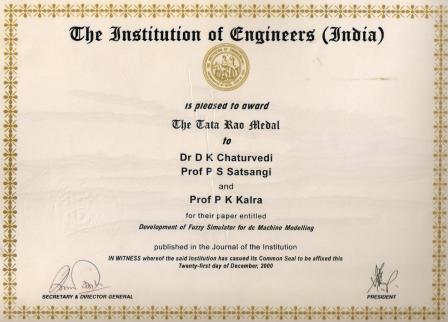 The Institution of Engineers (India)
is pleased to award
The Tata Rao Medal
to
Dr D K Chaturvedi
Prof P S Satsangi
and
Prof P K Kalra
for their paper entitled
Development of Fuzzy Simulator for dc Machine Modelling
published in the Journal of the Institution
IN WITNESS whereof the said Institution has casued its Common Seal to be affixed this
Twenty-first day of December, 2000
SECRETARY & DIRECTOR GENERAL
PRESIDENT